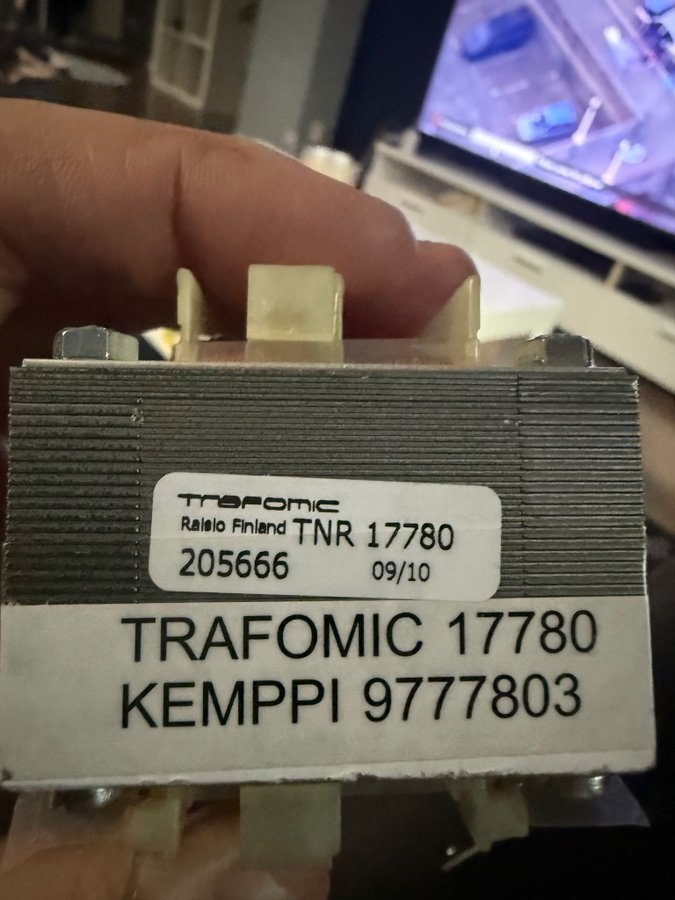 TRAFOMIC
Raisio Finland TNR 17780
205666 09/10
TRAFOMIC 17780
KEMPPI 9777803